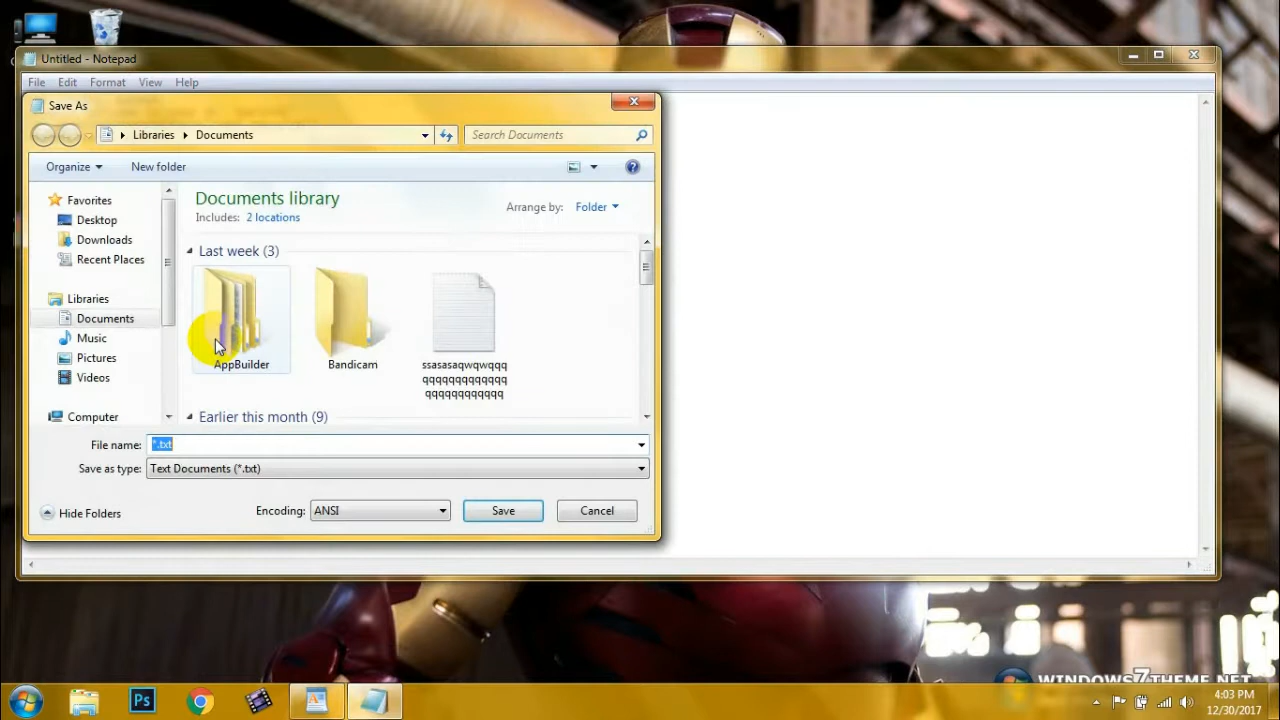 Untitled - Notepad
File Edit Format View Help
Save As
Libraries Documents
Search Documents
Organize New folder
Favorites
Desktop
Downloads
Recent Places
Libraries
Documents
Music
Pictures
Videos
Computer
Documents library
Includes: 2 locations
Arrange by: Folder
Last week (3)
AppBuilder
Bandicam
ssasasaqwqwqqq
qqqqqqqqqqqqq
qqqqqqqqqqqq
Earlier this month (9)
File name: *.txt
Save as type: Text Documents (*.txt)
Hide Folders
Encoding: ANSI
Save
Cancel
WINDOWS7THEME.NET
Ps
4:03 PM
12/30/2017